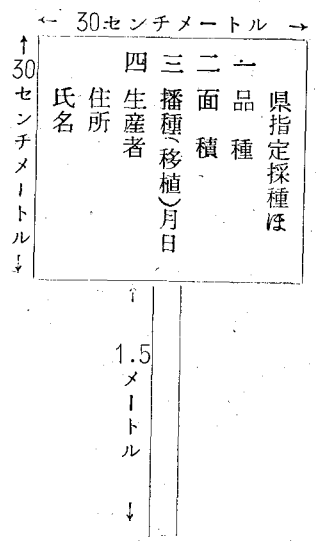 30センチメートル
30センチメートル
県指定採種ほ
一 品種
二 面積
三 播種(移植)月日
四 生産者
住所
氏名
1.5メートル